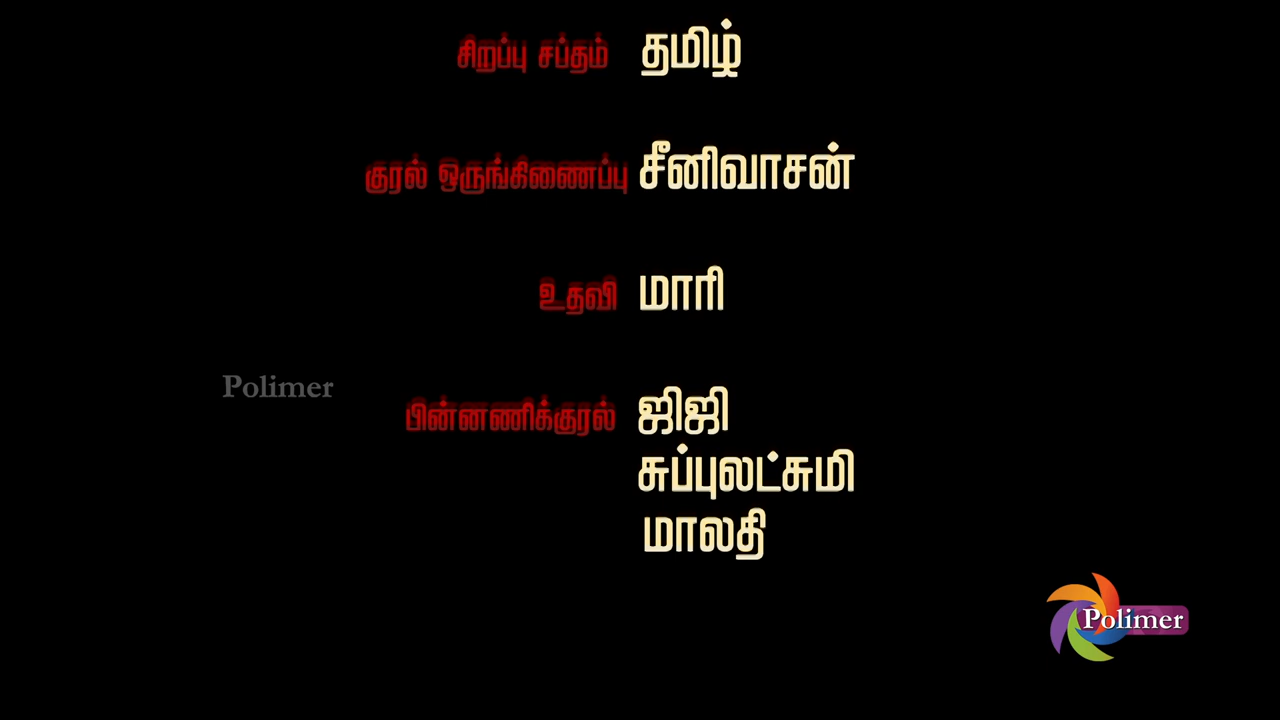 சிறப்பு சப்தம் தமிழ்
குரல் ஒருங்கிணைப்பு சீனிவாசன்
உதவி மாரி
Polimer
பின்னணிக்குரல் ஜிஜி
சுப்புலட்சுமி
மாலதி
Polimer